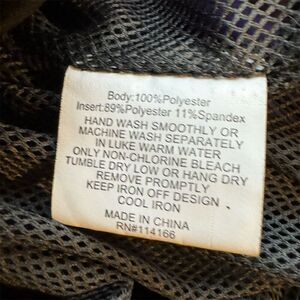 Body:100%Polyester
Insert:89%Polyester 11%Spandex
HAND WASH SMOOTHLY OR
MACHINE WASH SEPARATELY
IN LUKE WARM WATER
ONLY NON-CHLORINE BLEACH
TUMBLE DRY LOW OR HANG DRY
REMOVE PROMPTLY
KEEP IRON OFF DESIGN
COOL IRON
MADE IN CHINA
RN#114166